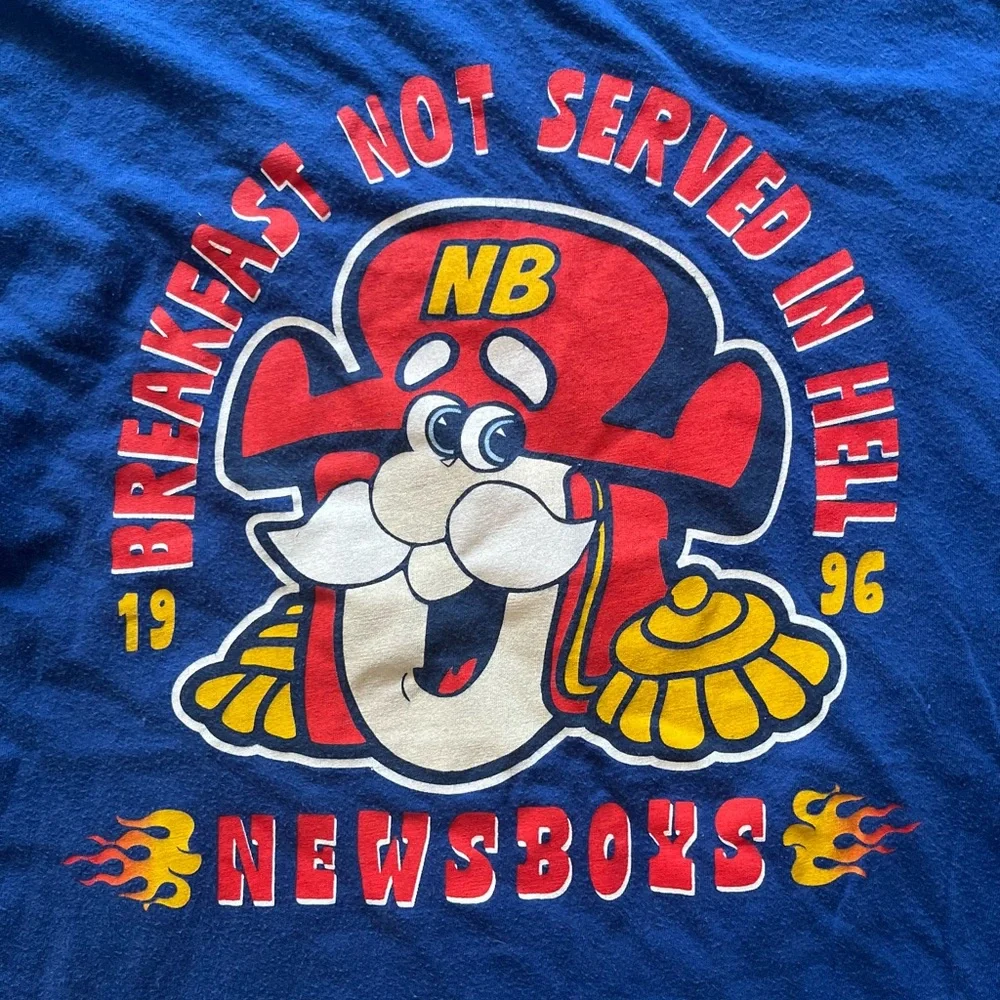 BREAKFAST NOT SERVED IN HELL
NB
19 96
NEWSBOYS